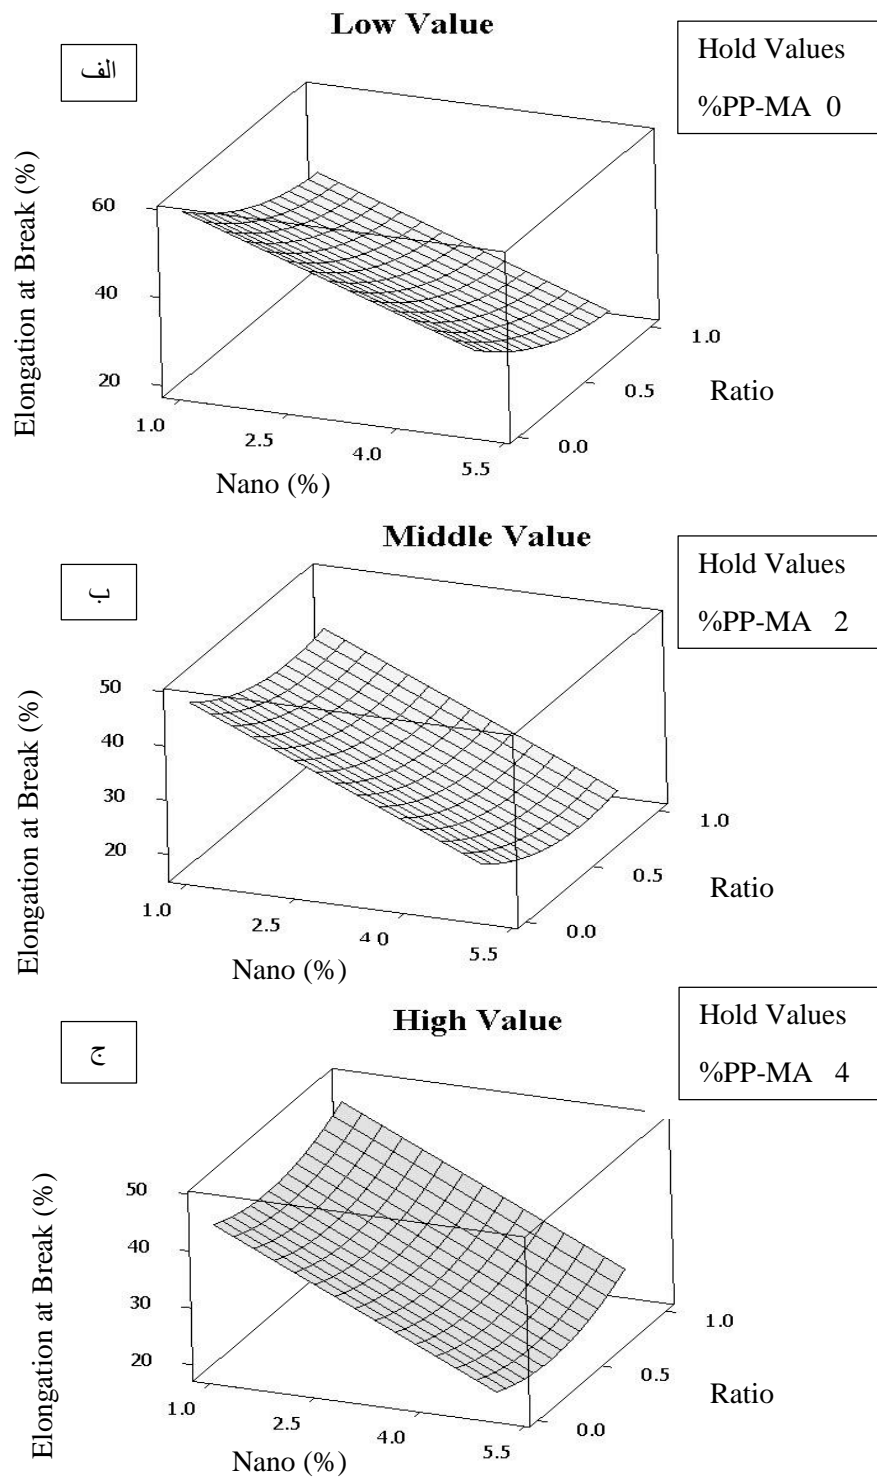 Low Value
الف
Hold Values
%PP-MA 0
Elongation at Break (%)
60
40
20
1.0
2.5
4.0
5.5
Nano (%)
0.0
0.5
1.0
Ratio
Middle Value
ب
Hold Values
%PP-MA 2
Elongation at Break (%)
50
40
30
20
1.0
2.5
4 0
5.5
Nano (%)
0.0
0.5
1.0
Ratio
High Value
ج
Hold Values
%PP-MA 4
Elongation at Break (%)
50
40
30
20
1.0
2.5
4.0
5.5
Nano (%)
0.0
0.5
1.0
Ratio